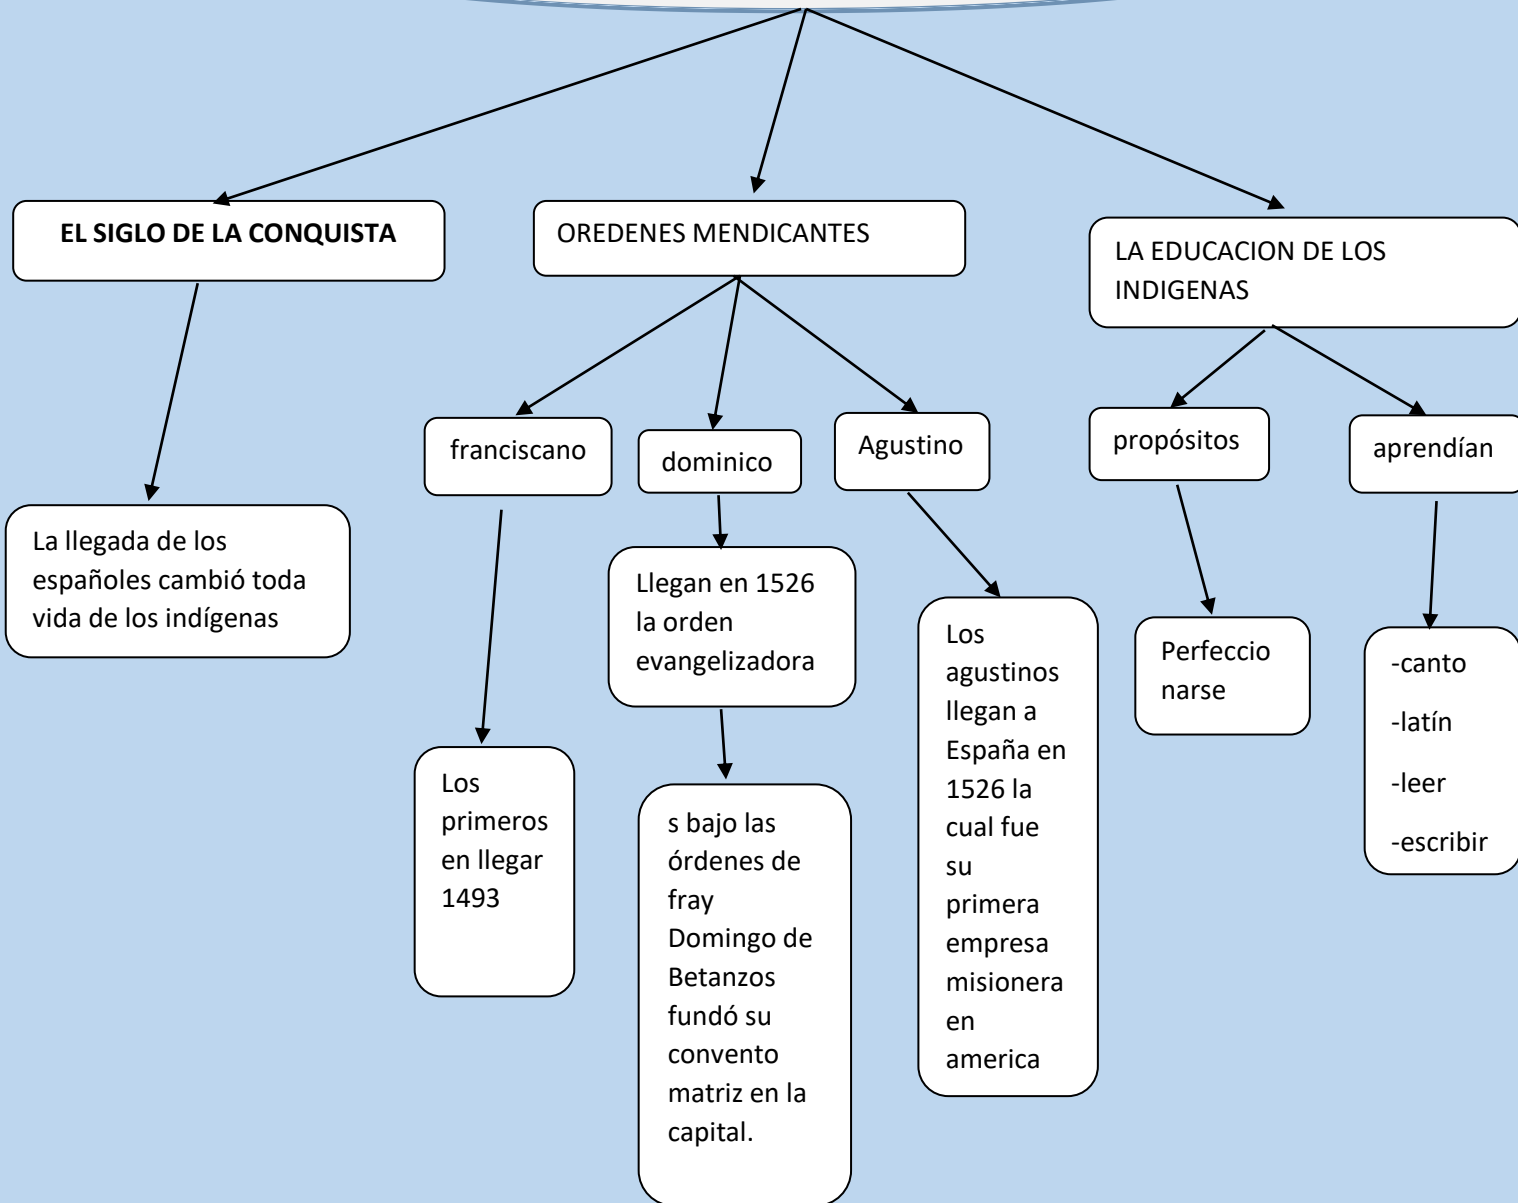 EL SIGLO DE LA CONQUISTA
OREDENES MENDICANTES
LA EDUCACION DE LOS
INDIGENAS
franciscano
dominico
Agustino
propósitos
aprendían
La llegada de los
españoles cambió toda
vida de los indígenas
Llegan en 1526
la orden
evangelizadora
Los
agustinos
llegan a
España en
1526 la
cual fue
su
primera
empresa
misionera
en
america
Perfeccio
narse
-canto
-latín
-leer
-escribir
Los
primeros
en llegar
1493
s bajo las
órdenes de
fray
Domingo de
Betanzos
fundó su
convento
matriz en la
capital.